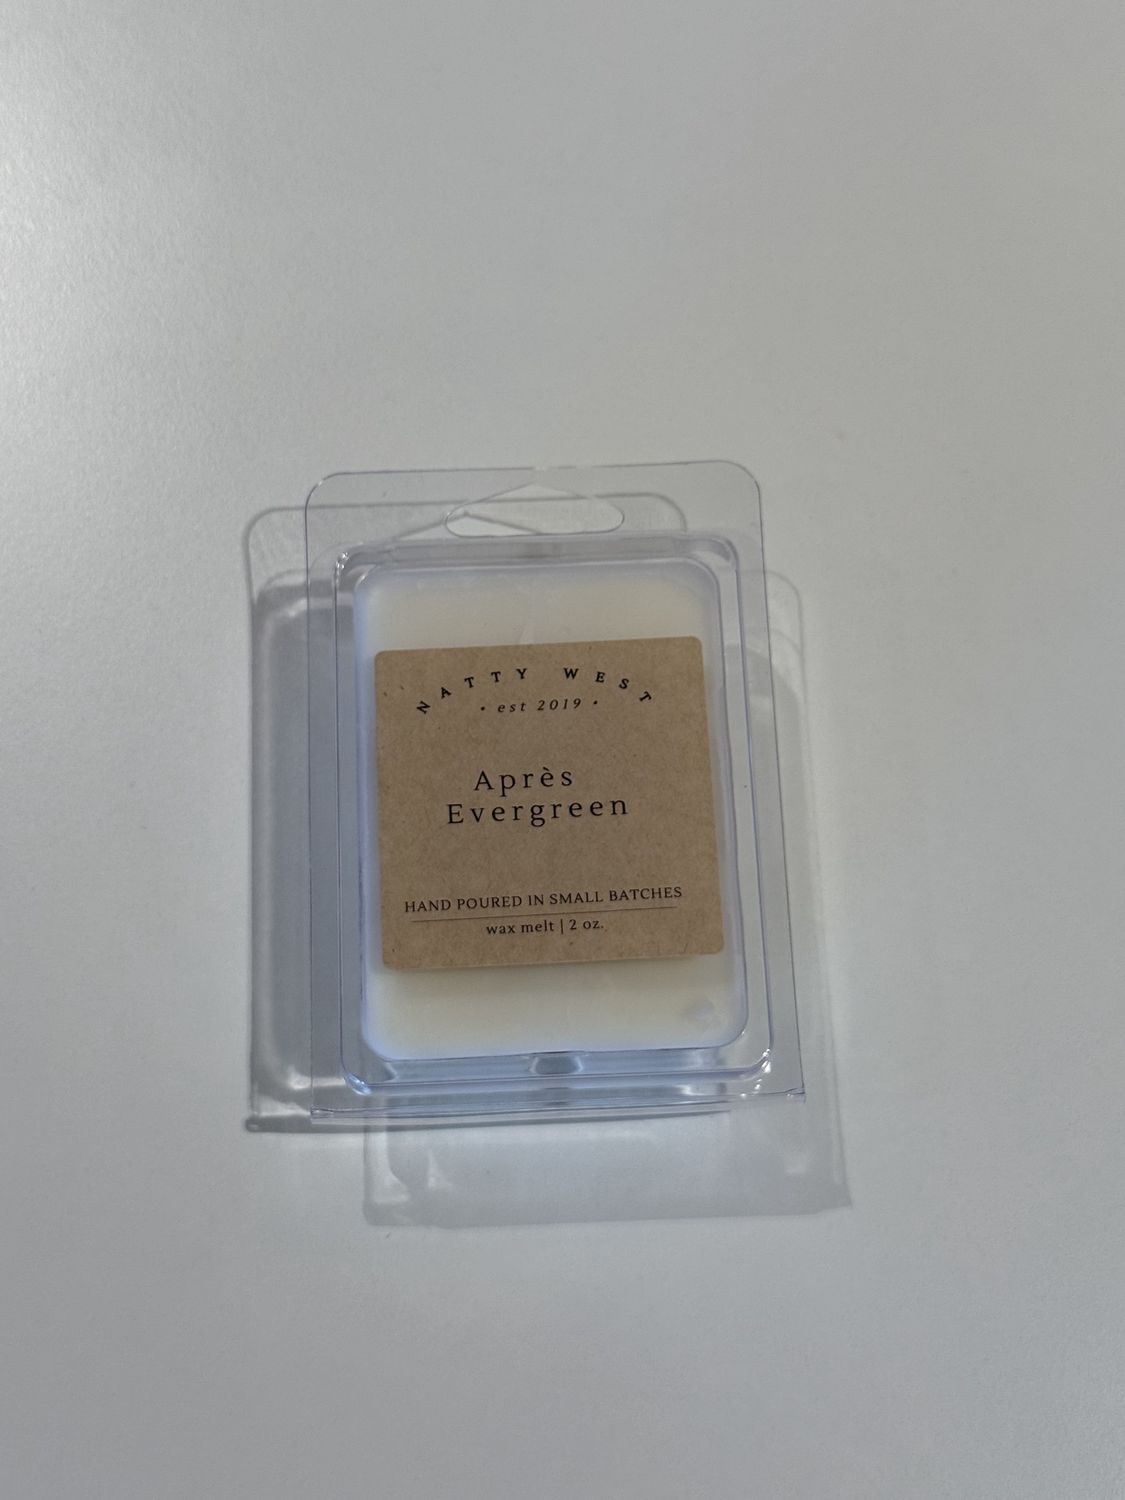 NATTY WEST
• est 2019 •
Après
Evergreen
HAND POURED IN SMALL BATCHES
wax melt | 2 oz.